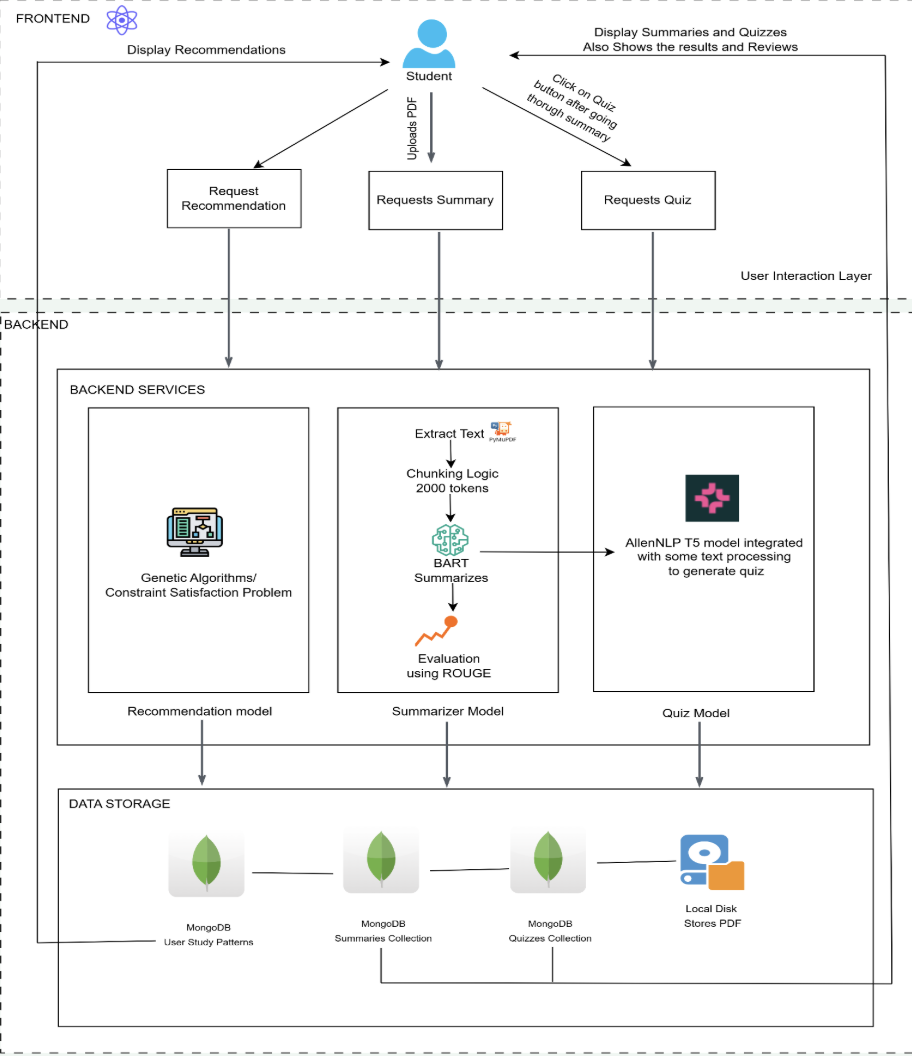 FRONTEND
Display Recommendations
Display Summaries and Quizzes
Also Shows the results and Reviews
Student
Uploads PDF
Click on Quiz
button after going
thorugh summary
Request
Recommendation
Requests Summary
Requests Quiz
User Interaction Layer
BACKEND
BACKEND SERVICES
Extract Text
PyMuPDF
Chunking Logic
2000 tokens
BART
Summarizes
Evaluation
using ROUGE
Genetic Algorithms/
Constraint Satisfaction Problem
AllenNLP T5 model integrated
with some text processing
to generate quiz
Recommendation model
Summarizer Model
Quiz Model
DATA STORAGE
MongoDB
User Study Patterns
MongoDB
Summaries Collection
MongoDB
Quizzes Collection
Local Disk
Stores PDF